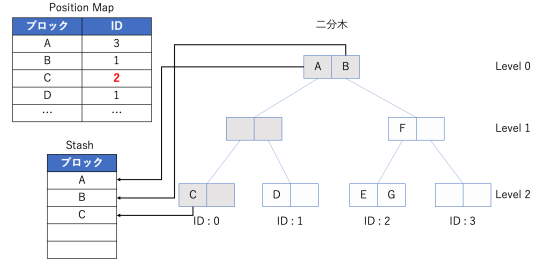 Position Map
ブロック ID
A 3
B 1
C 2
D 1
… …
Stash
ブロック
A
B
C
二分木
A B Level 0
F Level 1
C D E G Level 2
ID : 0 ID : 1 ID : 2 ID : 3